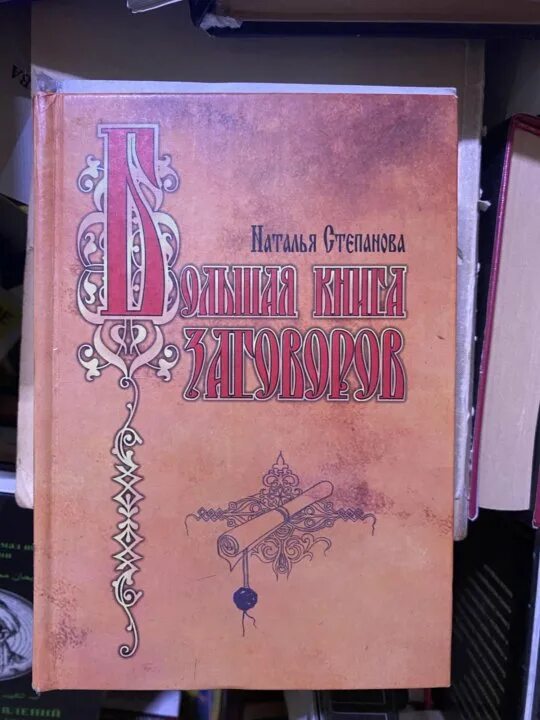 Наталья Степанова
Большая книга
заговоров